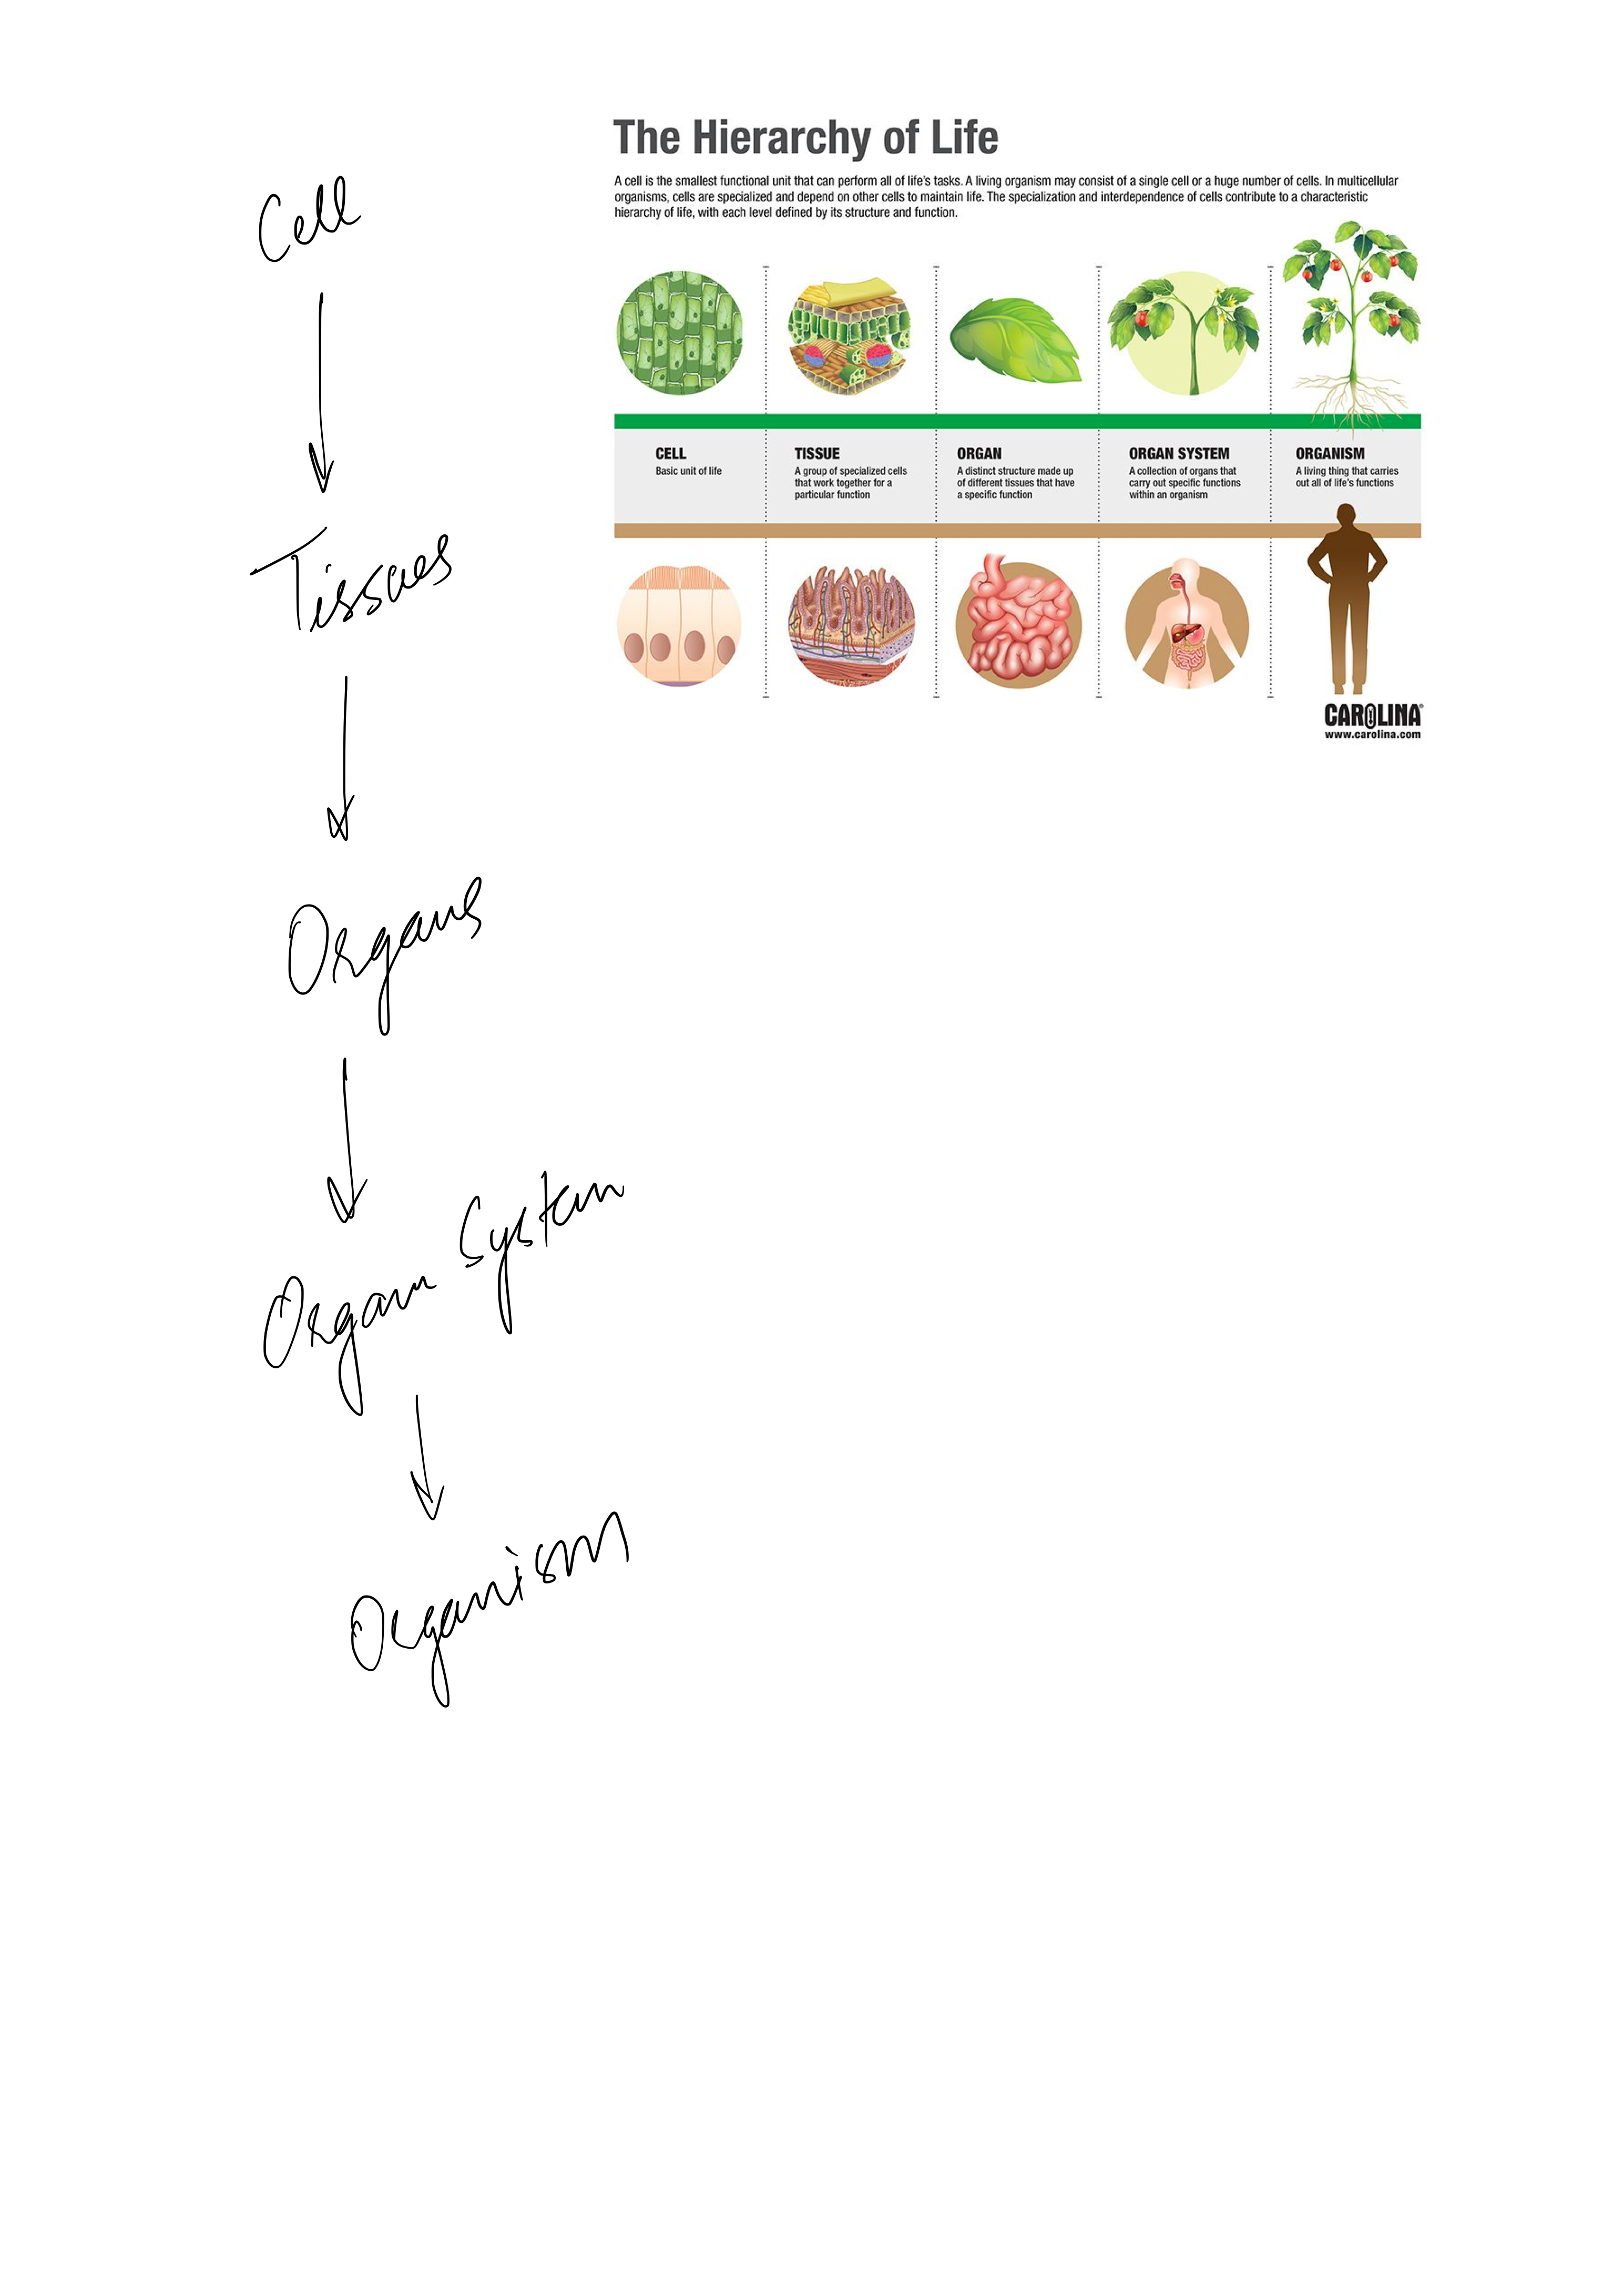 Cell
Tissues
Organs
Organ System
Organism
The Hierarchy of Life
A cell is the smallest functional unit that can perform all of life's tasks. A living organism may consist of a single cell or a huge number of cells. In multicellular
organisms, cells are specialized and depend on other cells to maintain life. The specialization and interdependence of cells contribute to a characteristic
hierarchy of life, with each level defined by its structure and function.
CELL
Basic unit of life
TISSUE
A group of specialized cells
that work together for a
particular function
ORGAN
A distinct structure made up
of different tissues that have
a specific function
ORGAN SYSTEM
A collection of organs that
carry out specific functions
within an organism
ORGANISM
A living thing that carries
out all of life's functions
CAROLINA®
www.carolina.com